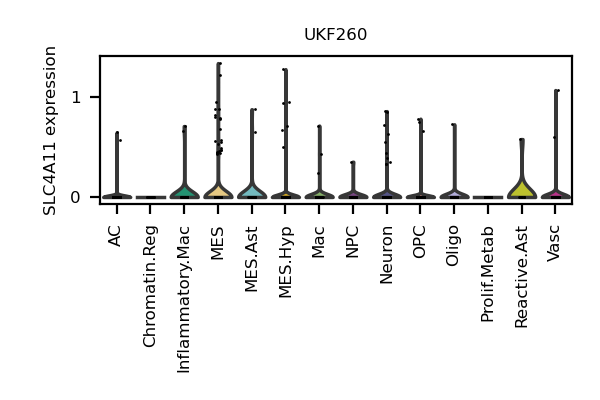 UKF260
SLC4A11 expression
1
0
AC
Chromatin.Reg
Inflammatory.Mac
MES
MES.Ast
MES.Hyp
Mac
NPC
Neuron
OPC
Oligo
Prolif.Metab
Reactive.Ast
Vasc